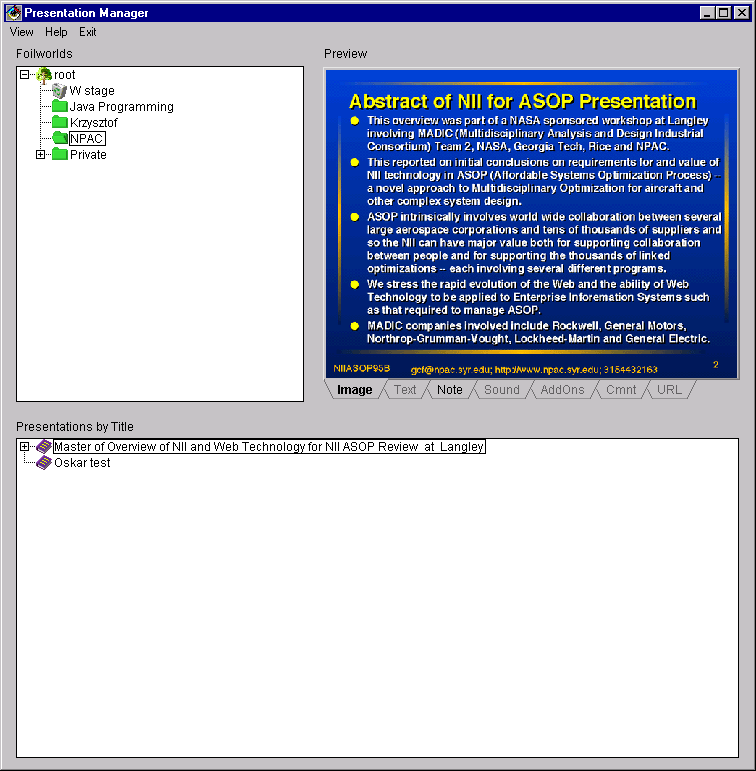 Presentation Manager
View Help Exit
Foilworlds
root
W stage
Java Programming
Krzysztof
NPAC
Private
Preview
Abstract of NII for ASOP Presentation
This overview was part of a NASA sponsored workshop at Langley
involving MADIC (Multidisciplinary Analysis and Design Industrial
Consortium) Team 2, NASA, Georgia Tech, Rice and NPAC.
This reported on initial conclusions on requirements for and value of
NII technology in ASOP (Affordable Systems Optimization Process) --
a novel approach to Multidisciplinary Optimization for aircraft and
other complex system design.
ASOP intrinsically involves world wide collaboration between several
large aerospace corporations and tens of thousands of suppliers and
so the NII can have major value both for supporting collaboration
between people and for supporting the thousands of linked
optimizations -- each involving several different programs.
We stress the rapid evolution of the Web and the ability of Web
Technology to be applied to Enterprise Information Systems such
as that required to manage ASOP.
MADIC companies involved include Rockwell, General Motors,
Northrop-Grumman-Vought, Lockheed-Martin and General Electric.
NIIASOP95B gcf@npac.syr.edu; http://www.npac.syr.edu; 3154432163 2
Image Text Note Sound AddOns Cmnt URL
Presentations by Title
Master of Overview of NII and Web Technology for NII ASOP Review at Langley
Oskar test